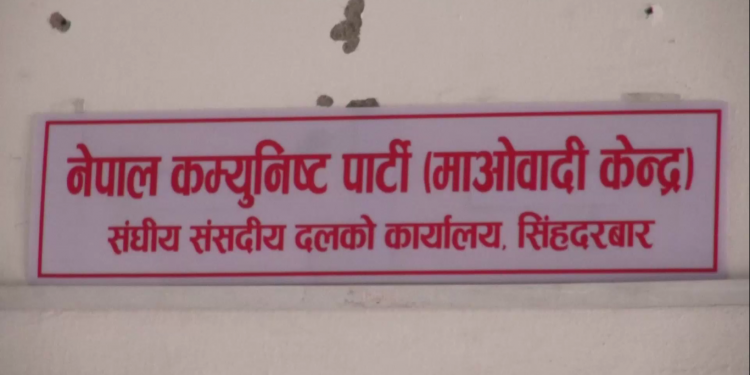 नेपाल कम्युनिष्ट पार्टी (माओवादी केन्द्र)
संघीय संसदीय दलको कार्यालय, सिंहदरबार